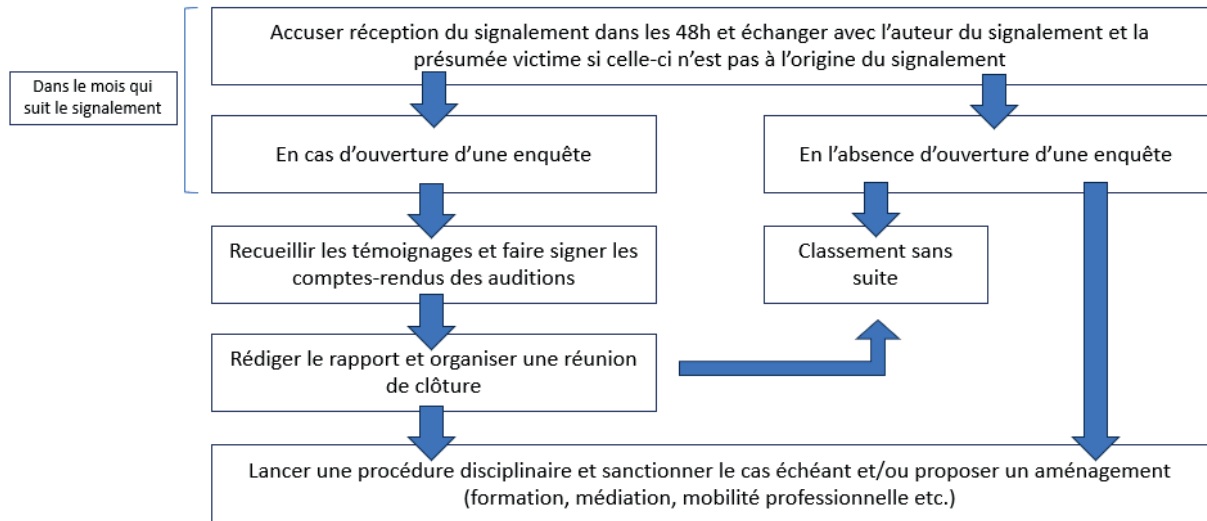 Accuser réception du signalement dans les 48h et échanger avec l'auteur du signalement et la
présumée victime si celle-ci n'est pas à l'origine du signalement
Dans le mois qui
suit le signalement
En cas d'ouverture d'une enquête
En l'absence d'ouverture d'une enquête
Recueillir les témoignages et faire signer les
comptes-rendus des auditions
Classement sans
suite
Rédiger le rapport et organiser une réunion
de clôture
Lancer une procédure disciplinaire et sanctionner le cas échéant et/ou proposer un aménagement
(formation, médiation, mobilité professionnelle etc.)